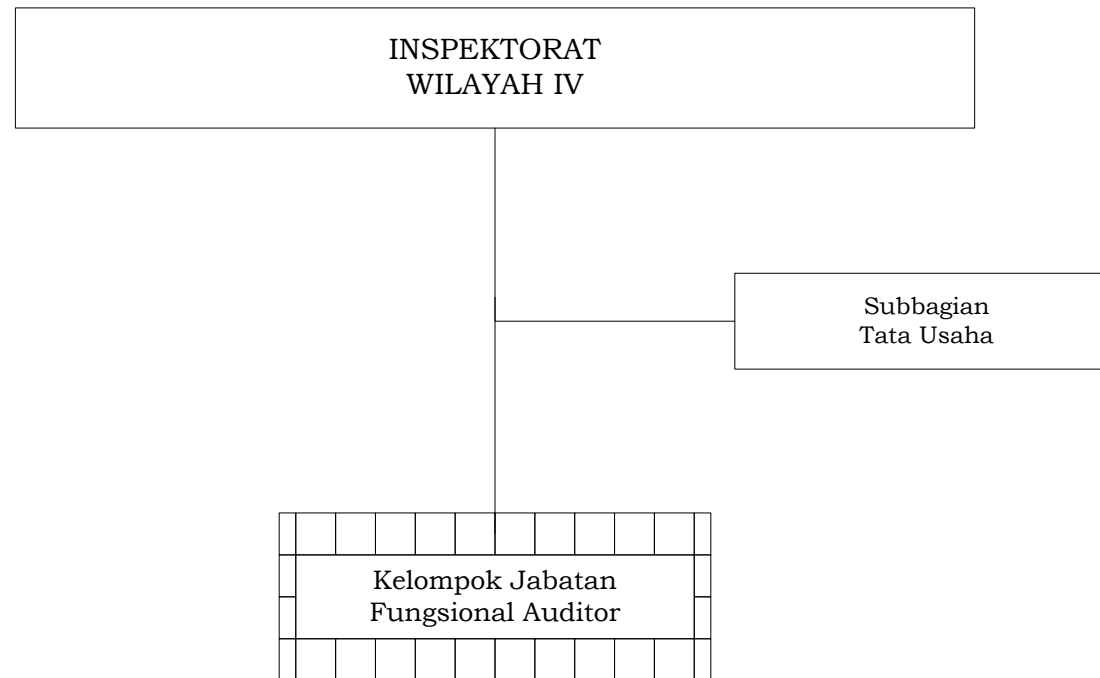 INSPEKTORAT
WILAYAH IV
Subbagian
Tata Usaha
Kelompok Jabatan
Fungsional Auditor